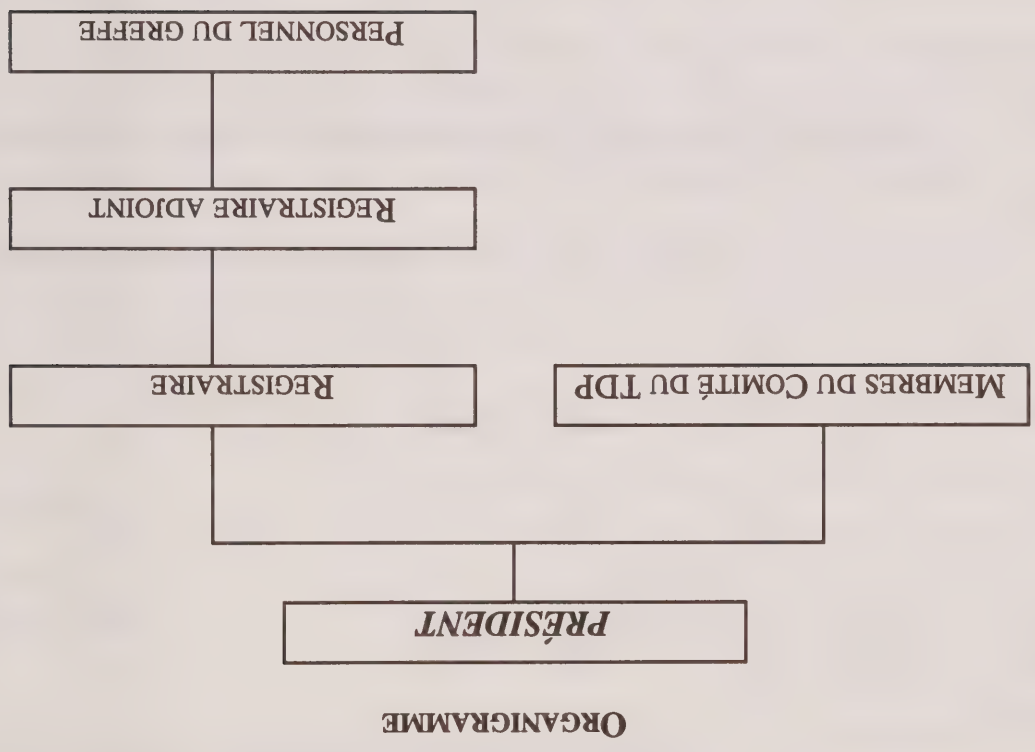 ORGANIGRAMME
PRÉSIDENT
MEMBRES DU COMITÉ DU TDP
REGISTRAIRE
REGISTRAIRE ADJOINT
PERSONNEL DU GREFFE